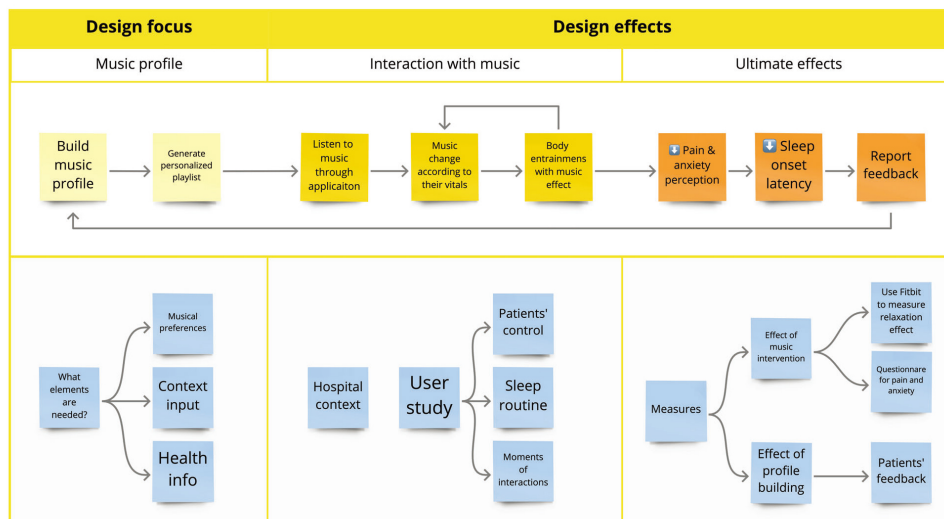 Design focus
Design effects
Music profile
Interaction with music
Ultimate effects
Build
music
profile
Generate
personalized
playlist
Listen to
music
through
applicaiton
Music
change
according to
their vitals
Body
entrainmens
with music
effect
⬇️ Pain &
anxiety
perception
⬇️ Sleep
onset
latency
Report
feedback
What
elements
are
needed?
Musical
preferences
Context
input
Health
info
Hospital
context
User
study
Patients'
control
Sleep
routine
Moments
of
interactions
Measures
Effect of
music
intervention
Use Fitbit
to measure
relaxation
effect
Questionnare
for pain and
anxiety
Effect of
profile
building
Patients'
feedback